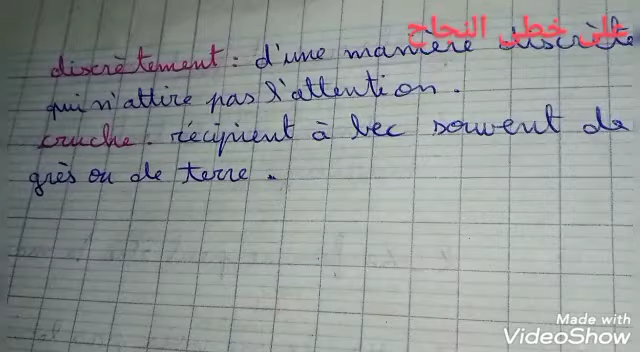 على خطى النجاح
discrètement : d'une manière discrète
qui n'attire pas l'attention.
cruche. récipient à bec souvent de
grès ou de terre.
Made with
VideoShow